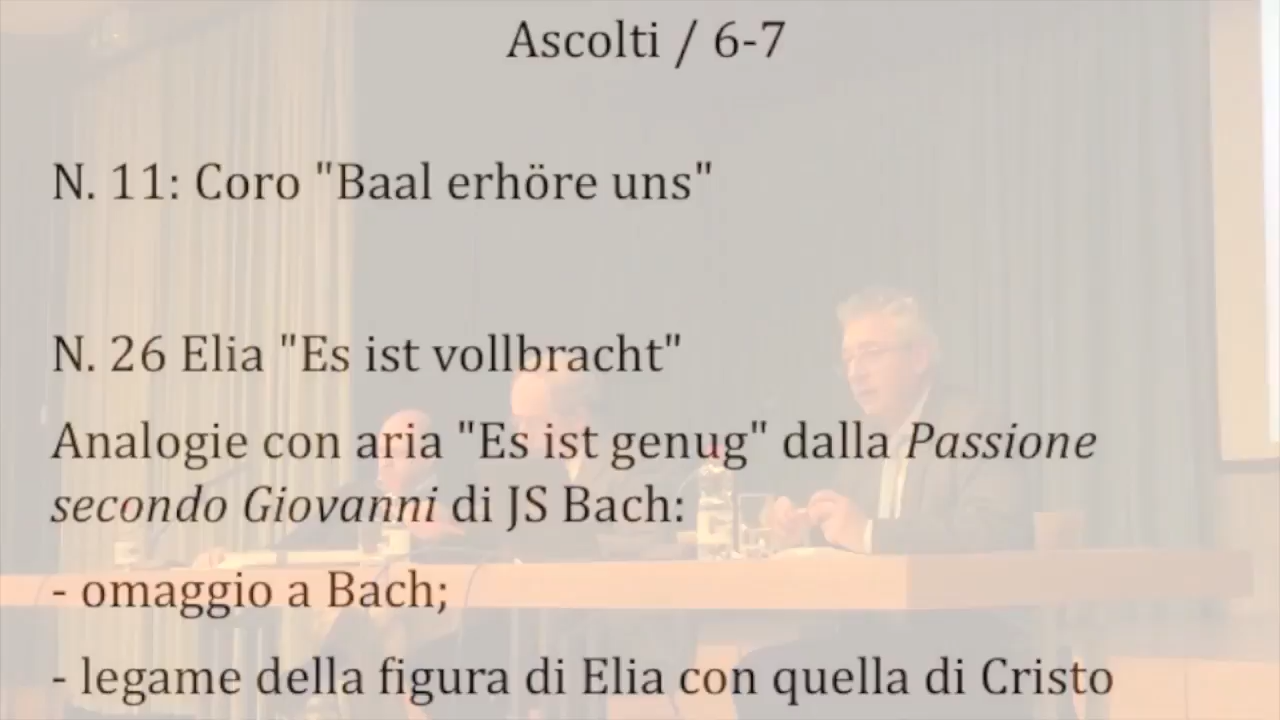 Ascolti / 6-7
N. 11: Coro "Baal erhöre uns"
N. 26 Elia "Es ist vollbracht"
Analogie con aria "Es ist genug" dalla Passione
secondo Giovanni di JS Bach:
- omaggio a Bach;
- legame della figura di Elia con quella di Cristo